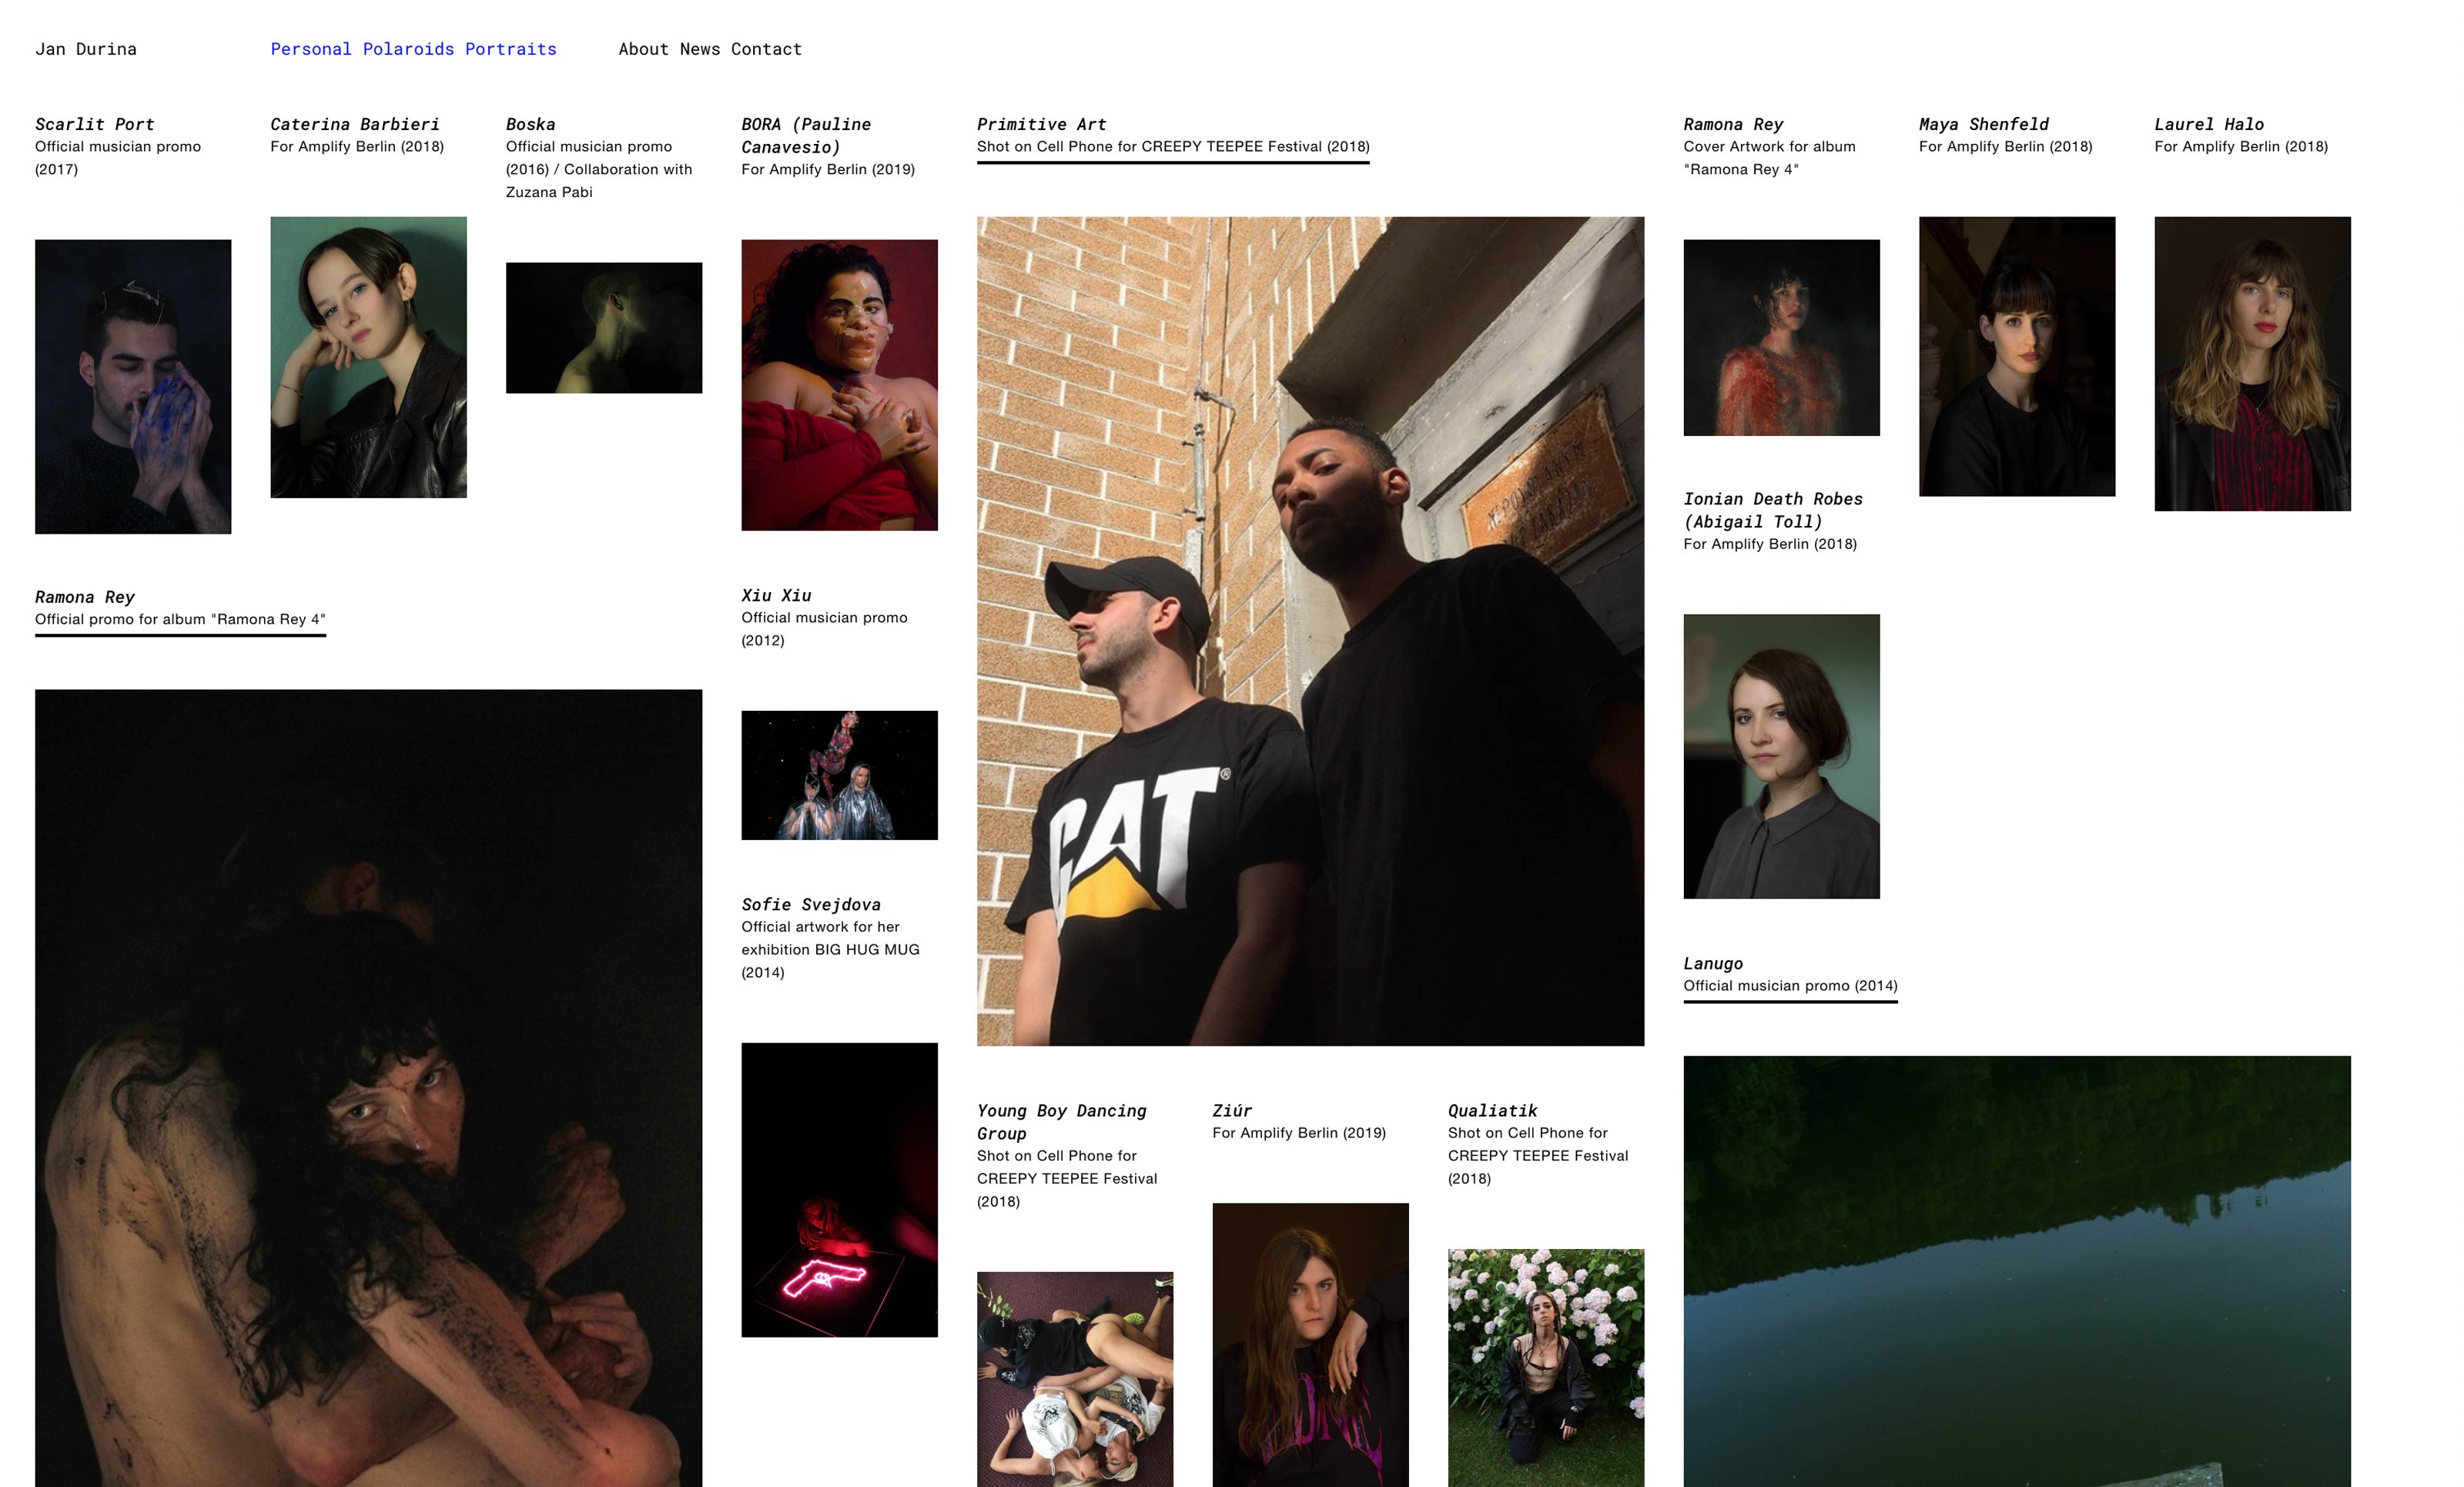 Jan Durina
Personal Polaroids Portraits
About News Contact
Scarlit Port
Official musician promo
(2017)
Caterina Barbieri
For Amplify Berlin (2018)
Boska
Official musician promo
(2016) / Collaboration with
Zuzana Pabi
BORA (Pauline
Canavesio)
For Amplify Berlin (2019)
Primitive Art
Shot on Cell Phone for CREEPY TEEPEE Festival (2018)
Ramona Rey
Cover Artwork for album
"Ramona Rey 4"
Maya Shenfeld
For Amplify Berlin (2018)
Laurel Halo
For Amplify Berlin (2018)
Ramona Rey
Official promo for album "Ramona Rey 4"
Xiu Xiu
Official musician promo
(2012)
Sofie Svejdova
Official artwork for her
exhibition BIG HUG MUG
(2014)
CAT®
Ionian Death Robes
(Abigail Toll)
For Amplify Berlin (2018)
Lanugo
Official musician promo (2014)
Young Boy Dancing
Group
Shot on Cell Phone for
CREEPY TEEPEE Festival
(2018)
Ziúr
For Amplify Berlin (2019)
Qualiatik
Shot on Cell Phone for
CREEPY TEEPEE Festival
(2018)